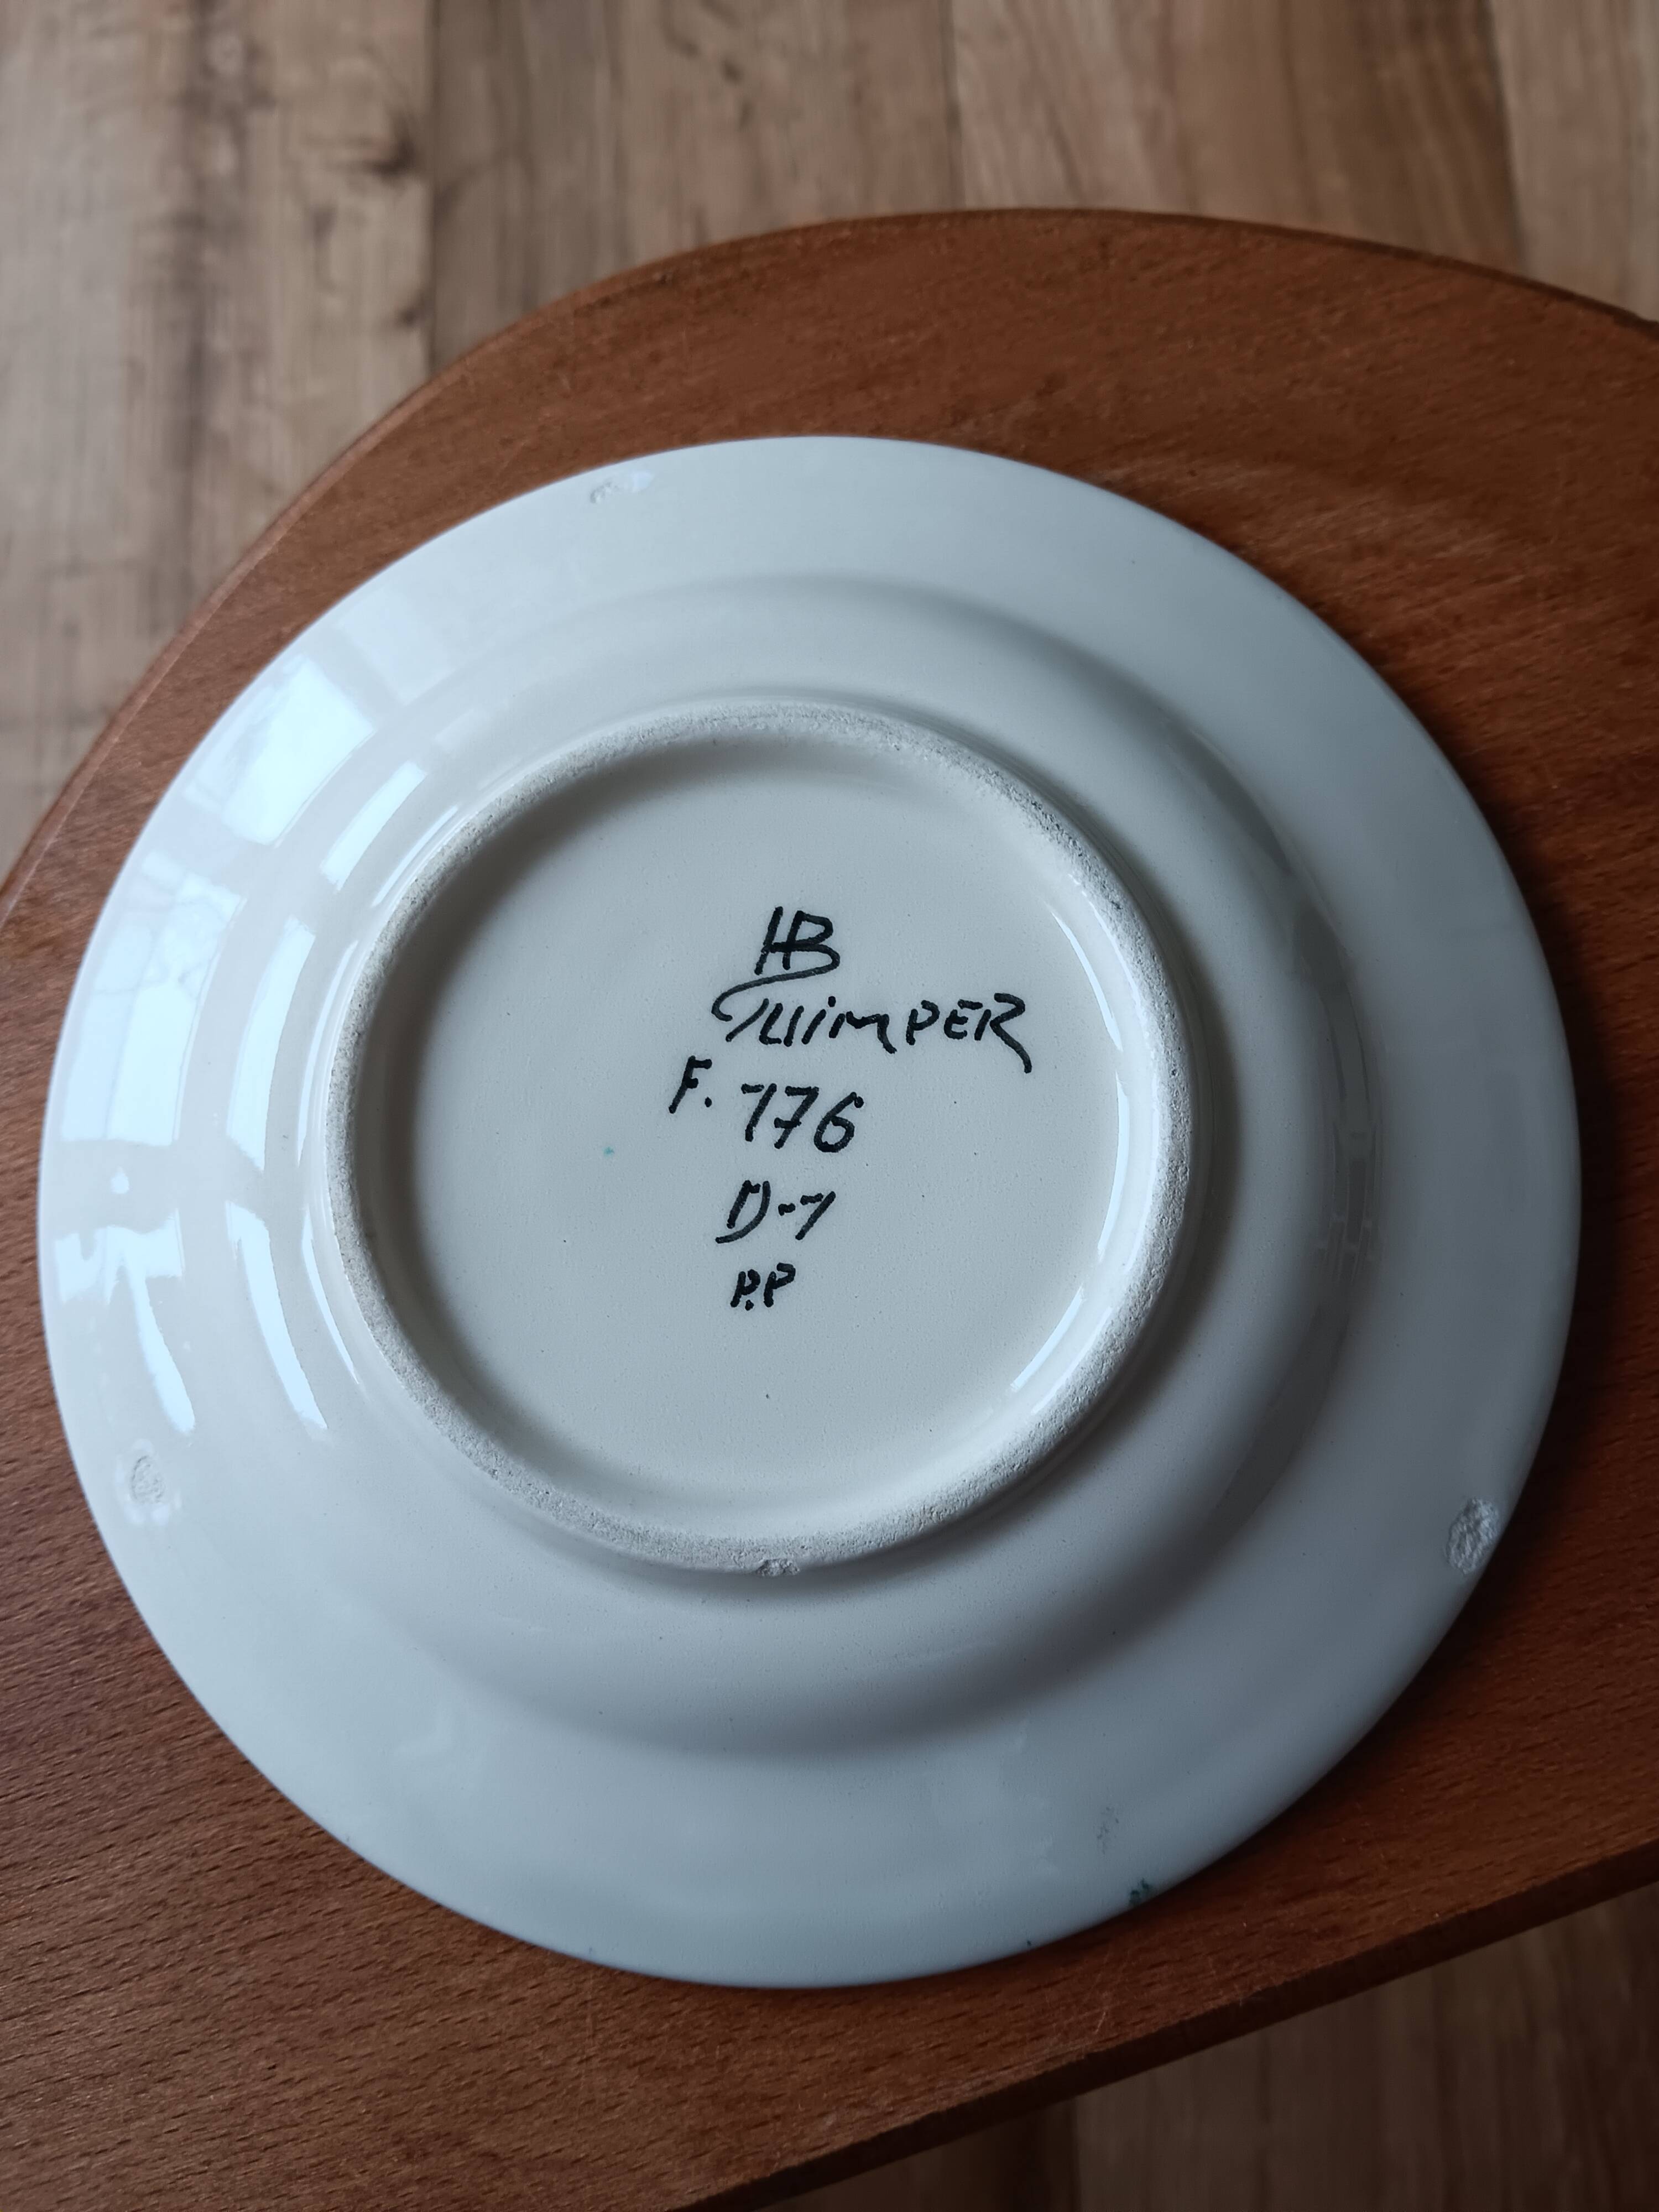 HB
QUIMPER
F. 776
D-7
P.P